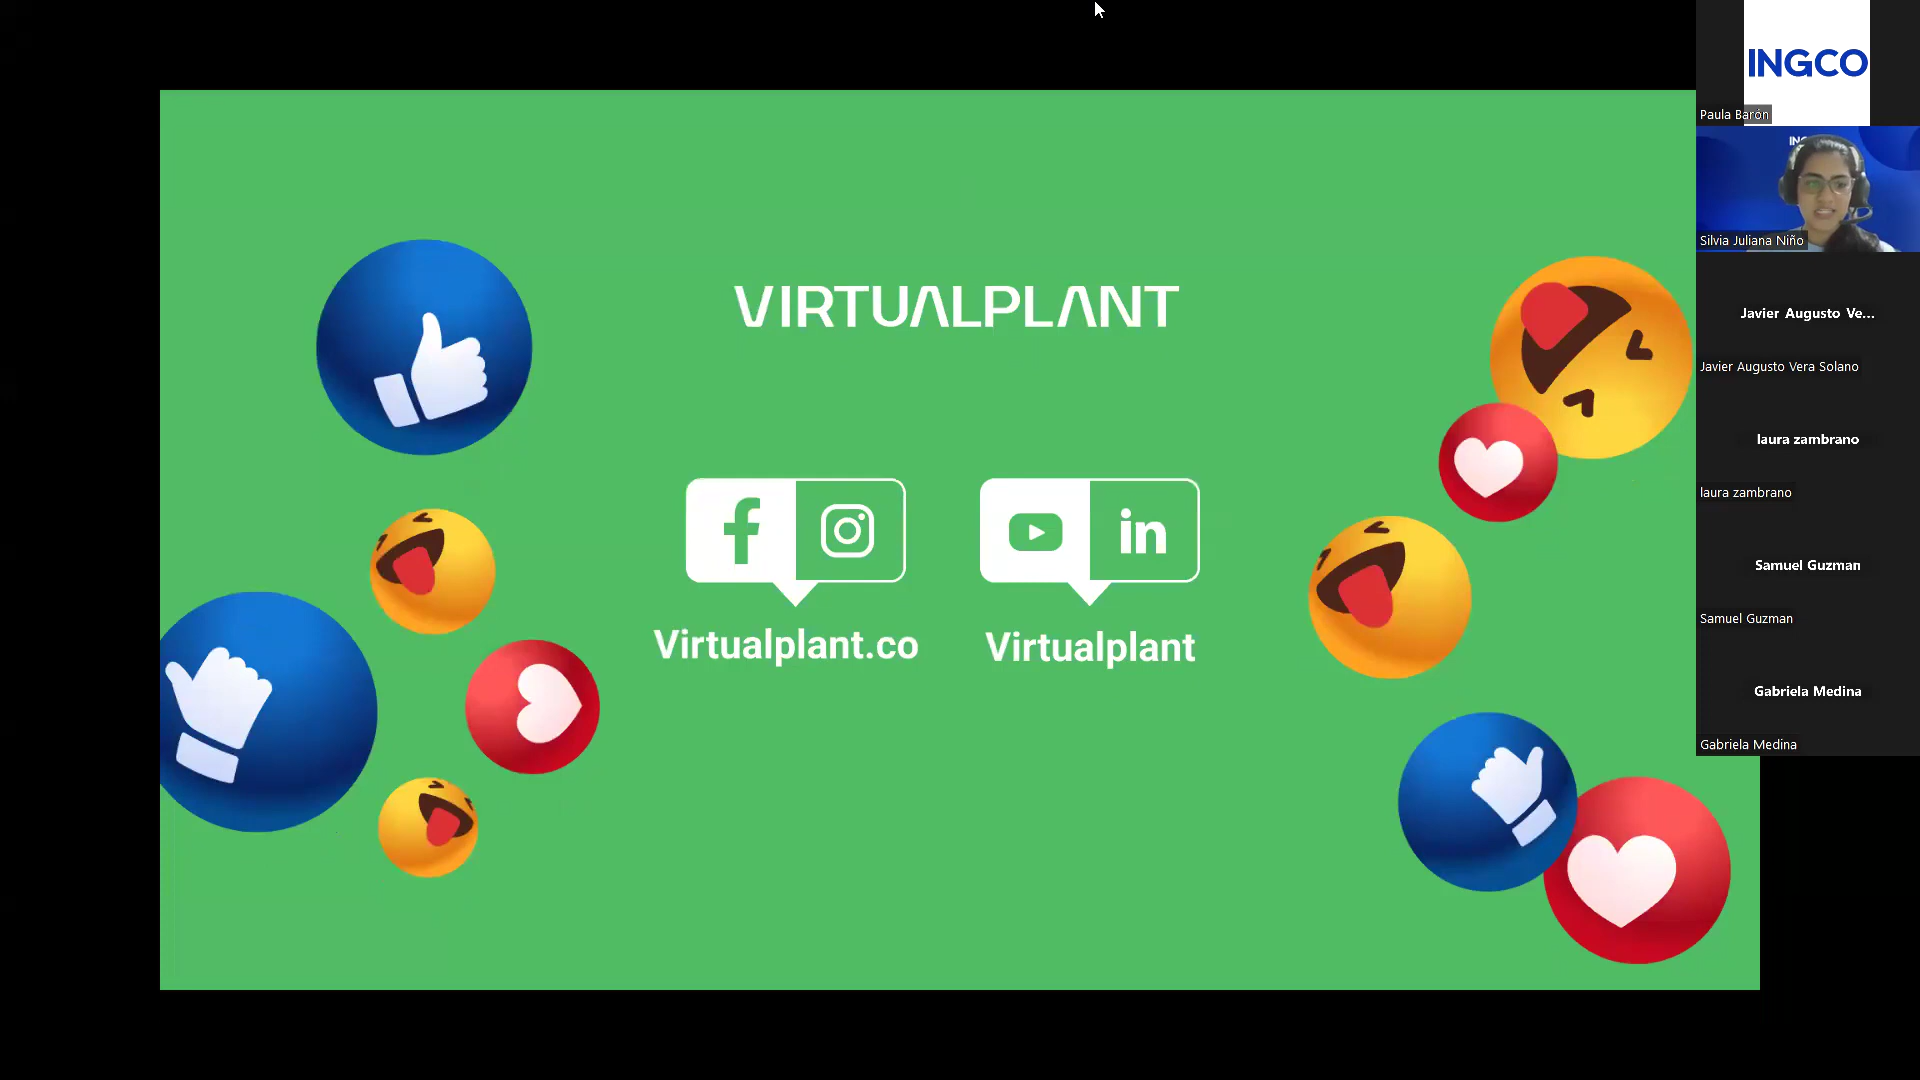 VIRTUALPLANT
Virtualplant.co
Virtualplant
INGCO
Paula Barón
Silvia Juliana Niño
Javier Augusto Ve...
Javier Augusto Vera Solano
laura zambrano
laura zambrano
Samuel Guzman
Samuel Guzman
Gabriela Medina
Gabriela Medina